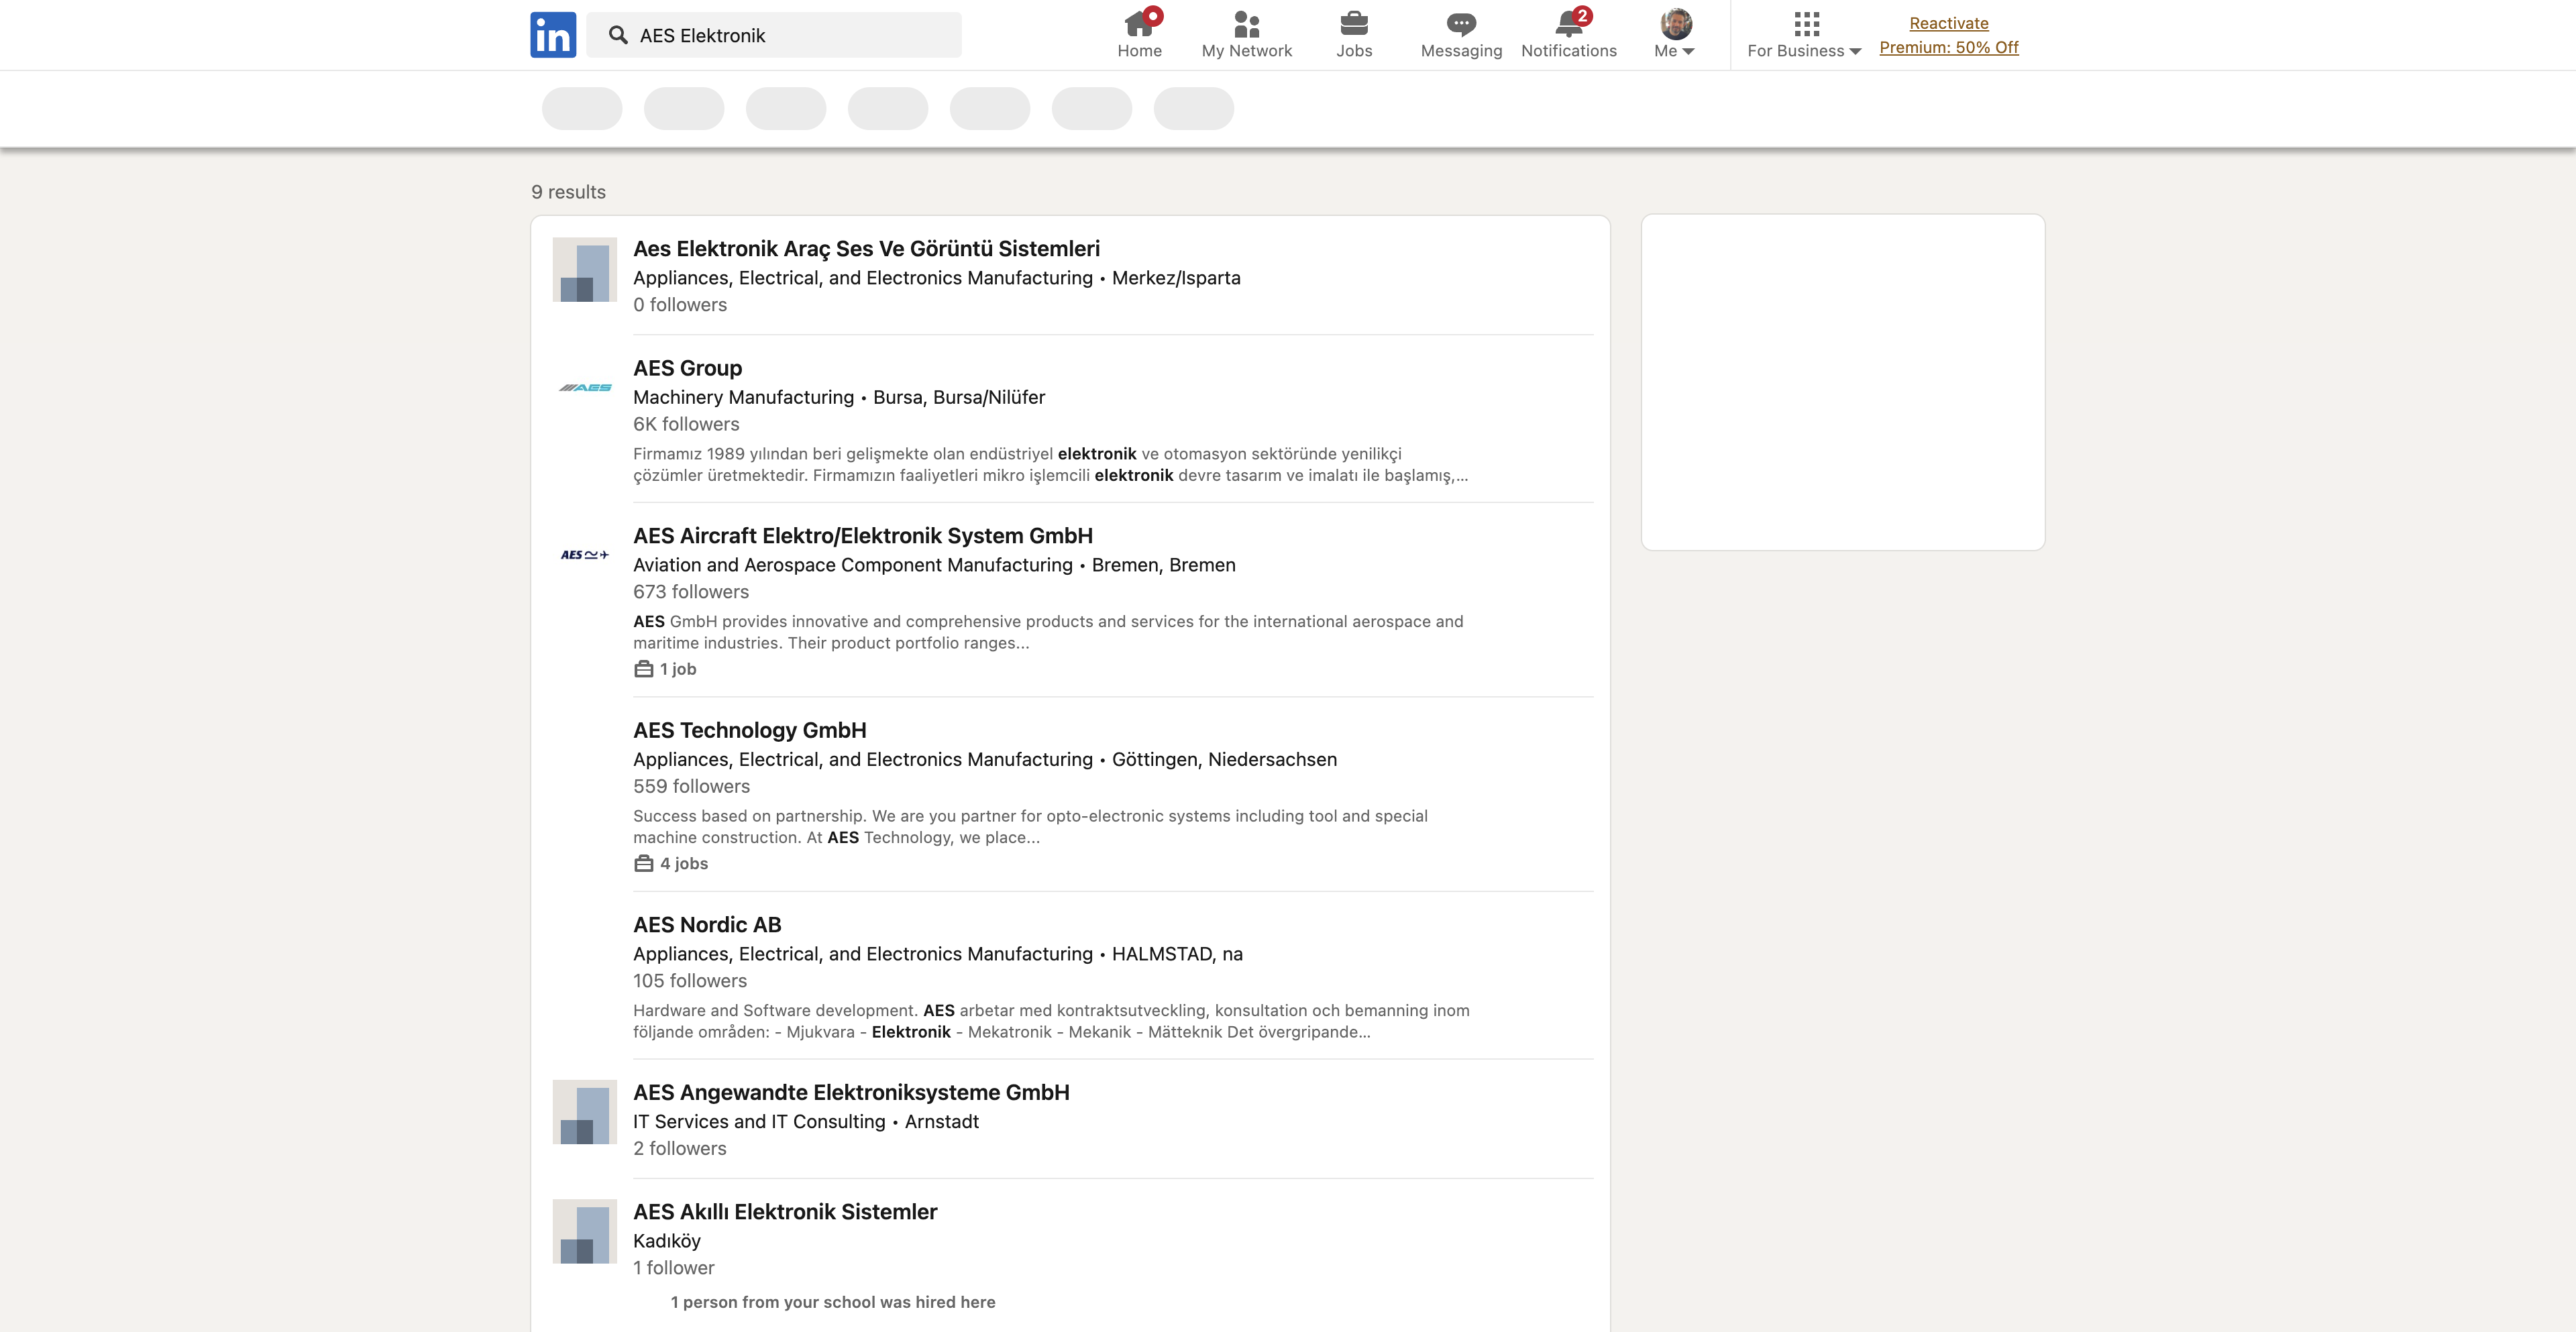 in
AES Elektronik
Home
My Network
Jobs
Messaging
2
Notifications
Me
For Business
Reactivate
Premium: 50% Off
9 results
Aes Elektronik Araç Ses Ve Görüntü Sistemleri
Appliances, Electrical, and Electronics Manufacturing • Merkez/Isparta
0 followers
AES
AES Group
Machinery Manufacturing • Bursa, Bursa/Nilüfer
6K followers
Firmamız 1989 yılından beri gelişmekte olan endüstriyel elektronik ve otomasyon sektöründe yenilikçi
çözümler üretmektedir. Firmamızın faaliyetleri mikro işlemcili elektronik devre tasarım ve imalatı ile başlamış,...
AES
AES Aircraft Elektro/Elektronik System GmbH
Aviation and Aerospace Component Manufacturing • Bremen, Bremen
673 followers
AES GmbH provides innovative and comprehensive products and services for the international aerospace and
maritime industries. Their product portfolio ranges...
1 job
AES Technology GmbH
Appliances, Electrical, and Electronics Manufacturing • Göttingen, Niedersachsen
559 followers
Success based on partnership. We are you partner for opto-electronic systems including tool and special
machine construction. At AES Technology, we place...
4 jobs
AES Nordic AB
Appliances, Electrical, and Electronics Manufacturing • HALMSTAD, na
105 followers
Hardware and Software development. AES arbetar med kontraktsutveckling, konsultation och bemanning inom
följande områden: - Mjukvara - Elektronik - Mekatronik - Mekanik - Mätteknik Det övergripande...
AES Angewandte Elektroniksysteme GmbH
IT Services and IT Consulting • Arnstadt
2 followers
AES Akıllı Elektronik Sistemler
Kadıköy
1 follower
1 person from your school was hired here